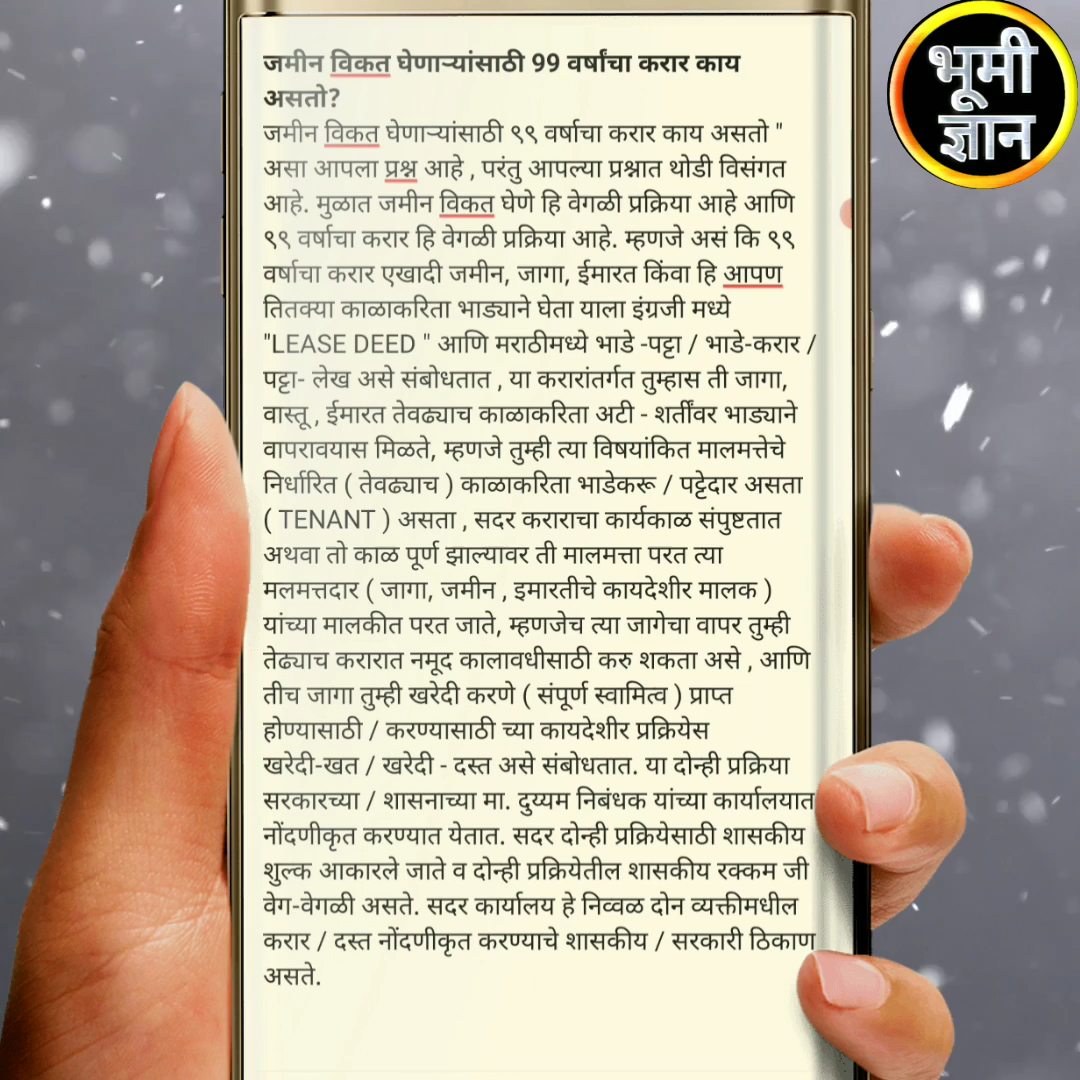 जमीन विकत घेणाऱ्यांसाठी 99 वर्षांचा करार काय
असतो?
जमीन विकत घेणाऱ्यांसाठी ९९ वर्षाचा करार काय असतो "
असा आपला प्रश्न आहे , परंतु आपल्या प्रश्नात थोडी विसंगत
आहे. मुळात जमीन विकत घेणे हि वेगळी प्रक्रिया आहे आणि
९९ वर्षाचा करार हि वेगळी प्रक्रिया आहे. म्हणजे असं कि ९९
वर्षाचा करार एखादी जमीन, जागा, ईमारत किंवा हि आपण
तितक्या काळाकरिता भाड्याने घेता याला इंग्रजी मध्ये
"LEASE DEED " आणि मराठीमध्ये भाडे -पट्टा / भाडे-करार /
पट्टा- लेख असे संबोधतात , या करारांतर्गत तुम्हास ती जागा,
वास्तू , ईमारत तेवढ्याच काळाकरिता अटी - शर्तींवर भाड्याने
वापरावयास मिळते, म्हणजे तुम्ही त्या विषयांकित मालमत्तेचे
निर्धारित ( तेवढ्याच ) काळाकरिता भाडेकरू / पट्टेदार असता
( TENANT ) असता , सदर कराराचा कार्यकाळ संपुष्टतात
अथवा तो काळ पूर्ण झाल्यावर ती मालमत्ता परत त्या
मलमत्तदार ( जागा, जमीन , इमारतीचे कायदेशीर मालक )
यांच्या मालकीत परत जाते, म्हणजेच त्या जागेचा वापर तुम्ही
तेढ्याच करारात नमूद कालावधीसाठी करु शकता असे , आणि
तीच जागा तुम्ही खरेदी करणे ( संपूर्ण स्वामित्व ) प्राप्त
होण्यासाठी / करण्यासाठी च्या कायदेशीर प्रक्रियेस
खरेदी-खत / खरेदी - दस्त असे संबोधतात. या दोन्ही प्रक्रिया
सरकारच्या / शासनाच्या मा. दुय्यम निबंधक यांच्या कार्यालयात
नोंदणीकृत करण्यात येतात. सदर दोन्ही प्रक्रियेसाठी शासकीय
शुल्क आकारले जाते व दोन्ही प्रक्रियेतील शासकीय रक्कम जी
वेग-वेगळी असते. सदर कार्यालय हे निव्वळ दोन व्यक्तीमधील
करार / दस्त नोंदणीकृत करण्याचे शासकीय / सरकारी ठिकाण
असते.
भूमी
ज्ञान